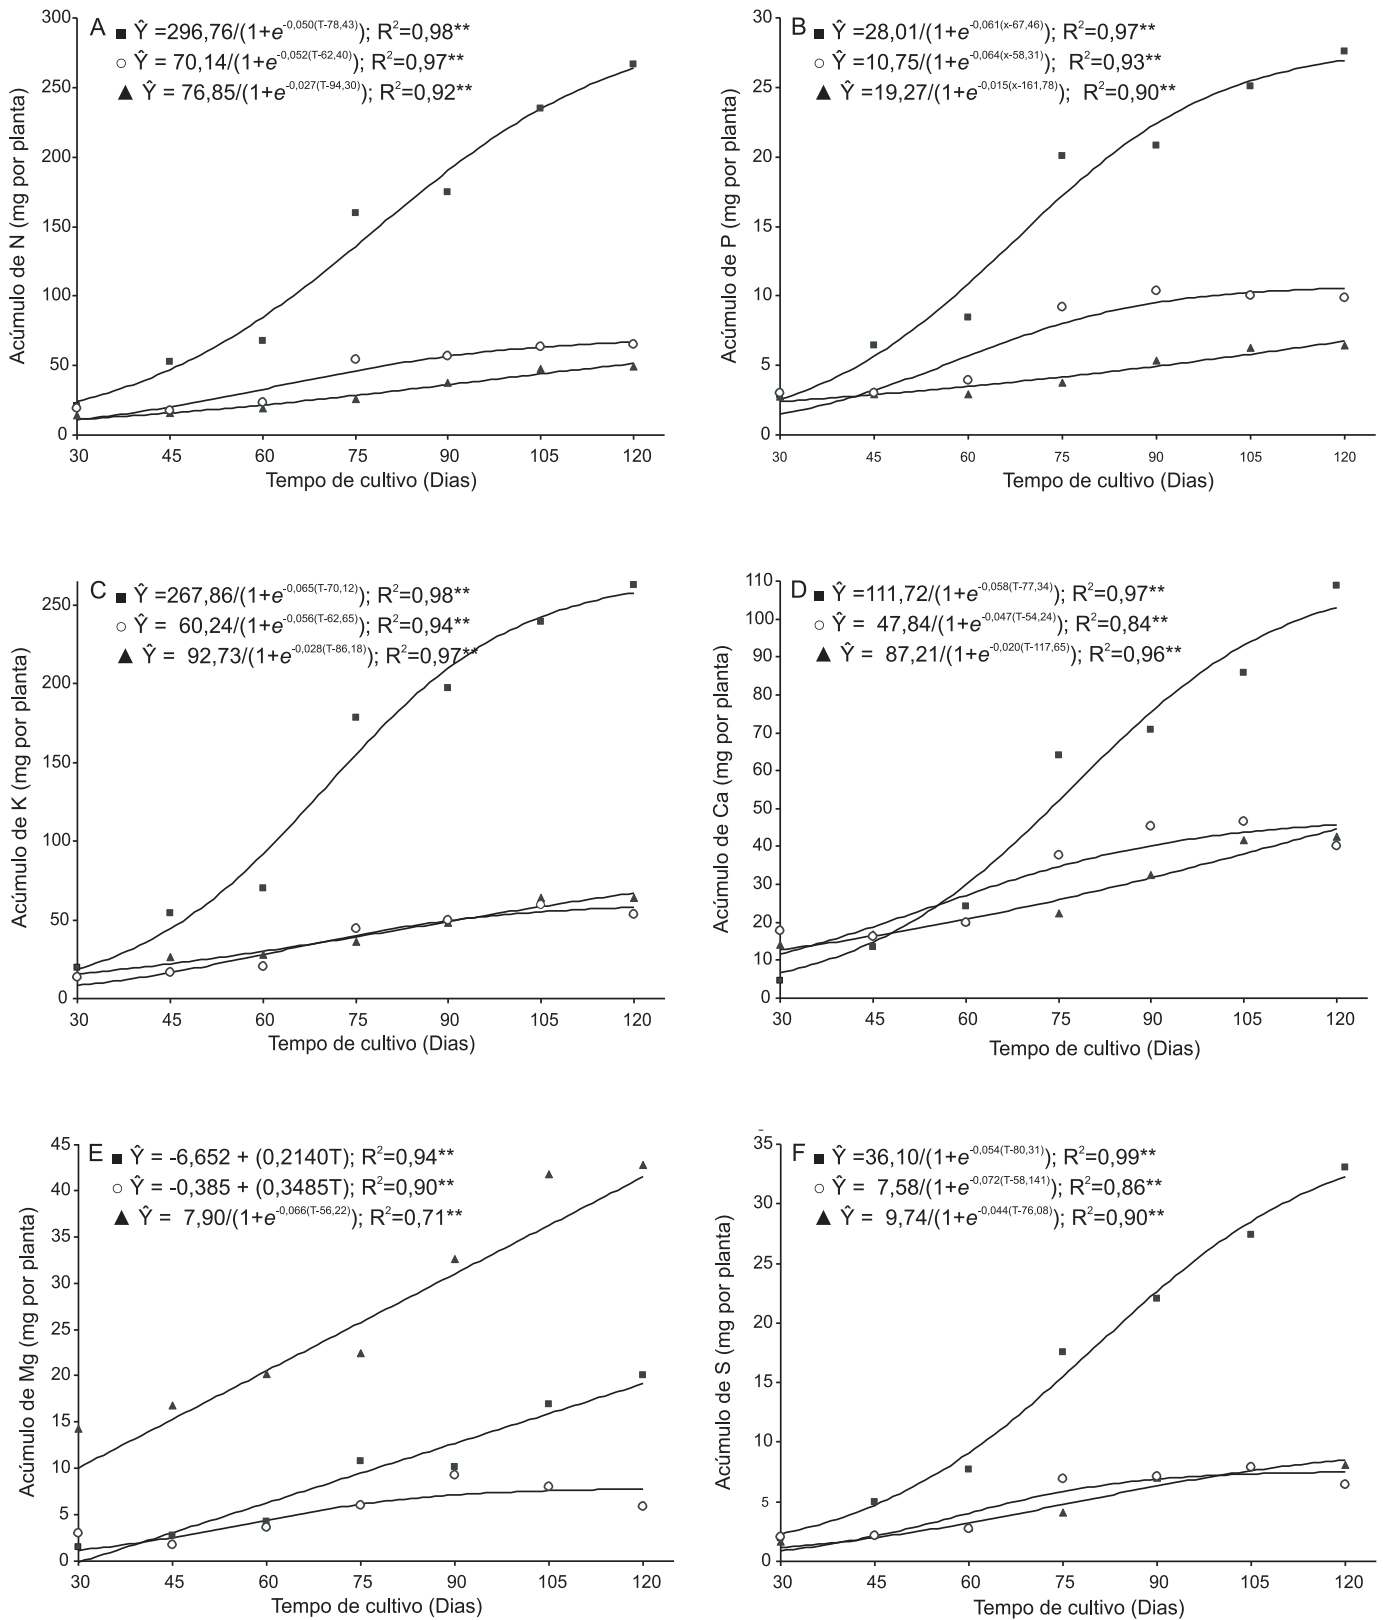 A
■ Ŷ =296,76/(1+e^-0,050(T-78,43)); R²=0,98**
○ Ŷ = 70,14/(1+e^-0,052(T-62,40)); R²=0,97**
▲ Ŷ = 76,85/(1+e^-0,027(T-94,30)); R²=0,92**
Acúmulo de N (mg por planta)
300
250
200
150
100
50
0
30 45 60 75 90 105 120
Tempo de cultivo (Dias)
B
■ Ŷ =28,01/(1+e^-0,061(x-67,46)); R²=0,97**
○ Ŷ =10,75/(1+e^-0,064(x-58,31)); R²=0,93**
▲ Ŷ =19,27/(1+e^-0,015(x-161,78)); R²=0,90**
Acúmulo de P (mg por planta)
30
25
20
15
10
5
0
30 45 60 75 90 105 120
Tempo de cultivo (Dias)
C
■ Ŷ =267,86/(1+e^-0,065(T-70,12)); R²=0,98**
○ Ŷ = 60,24/(1+e^-0,056(T-62,65)); R²=0,94**
▲ Ŷ = 92,73/(1+e^-0,028(T-86,18)); R²=0,97**
Acúmulo de K (mg por planta)
250
200
150
100
50
0
30 45 60 75 90 105 120
Tempo de cultivo (Dias)
D
■ Ŷ =111,72/(1+e^-0,058(T-77,34)); R²=0,97**
○ Ŷ = 47,84/(1+e^-0,047(T-54,24)); R²=0,84**
▲ Ŷ = 87,21/(1+e^-0,020(T-117,65)); R²=0,96**
Acúmulo de Ca (mg por planta)
110
100
90
80
70
60
50
40
30
20
10
0
30 45 60 75 90 105 120
Tempo de cultivo (Dias)
E
■ Ŷ = -6,652 + (0,2140T); R²=0,94**
○ Ŷ = -0,385 + (0,3485T); R²=0,90**
▲ Ŷ = 7,90/(1+e^-0,066(T-56,22)); R²=0,71**
Acúmulo de Mg (mg por planta)
45
40
35
30
25
20
15
10
5
0
30 45 60 75 90 105 120
Tempo de cultivo (Dias)
F
■ Ŷ =36,10/(1+e^-0,054(T-80,31)); R²=0,99**
○ Ŷ = 7,58/(1+e^-0,072(T-58,141)); R²=0,86**
▲ Ŷ = 9,74/(1+e^-0,044(T-76,08)); R²=0,90**
Acúmulo de S (mg por planta)
35
30
25
20
15
10
5
0
30 45 60 75 90 105 120
Tempo de cultivo (Dias)